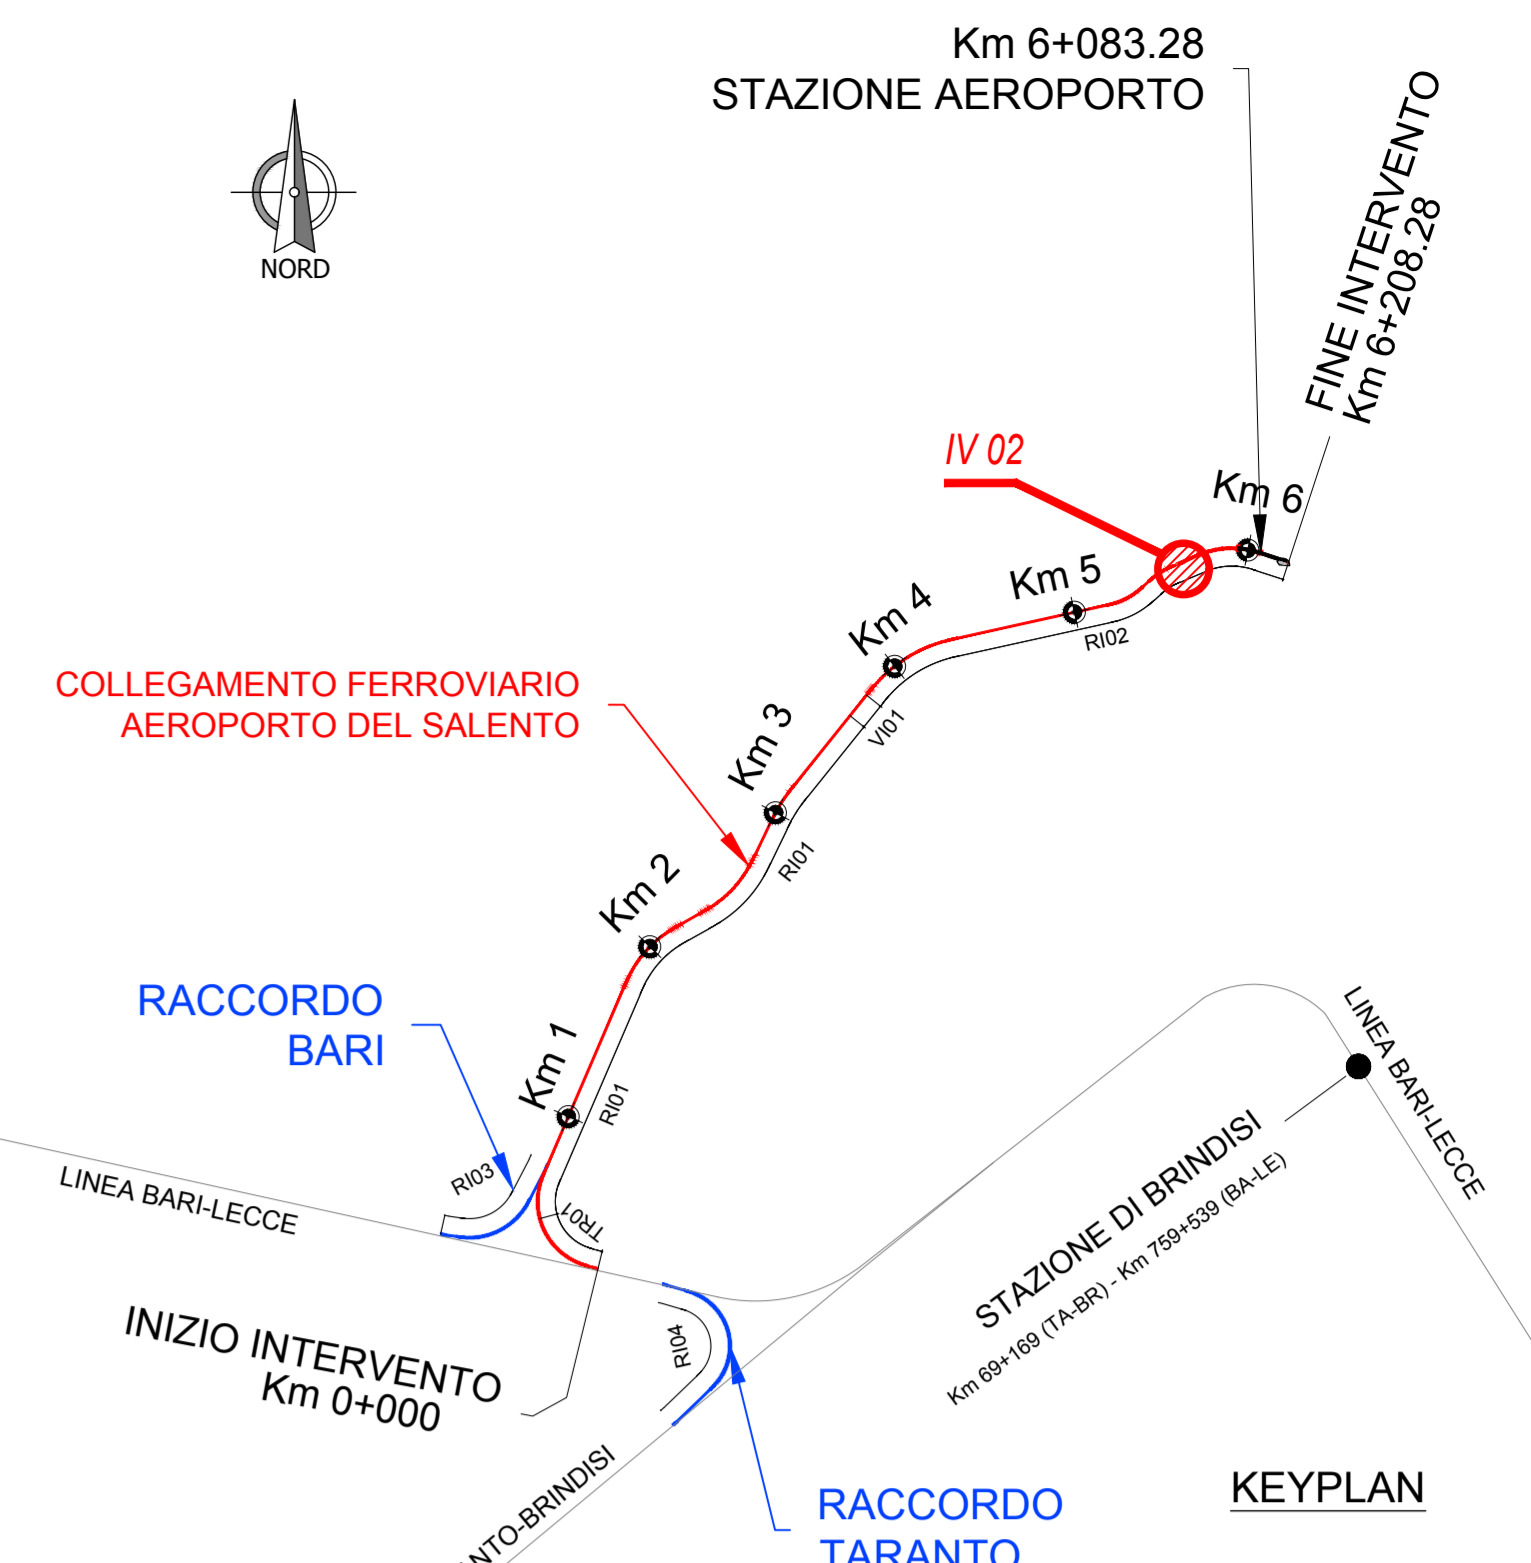 Km 6+083.28
STAZIONE AEROPORTO
NORD
FINE INTERVENTO
Km 6+208.28
IV 02
Km 6
Km 5
RI02
Km 4
VI01
COLLEGAMENTO FERROVIARIO
AEROPORTO DEL SALENTO
Km 3
RI01
Km 2
RACCORDO
BARI
Km 1
RI01
LINEA BARI-LECCE
RI03
TR01
LINEA BARI-LECCE
STAZIONE DI BRINDISI
Km 69+169 (TA-BR) - Km 759+539 (BA-LE)
INIZIO INTERVENTO
Km 0+000
RI04
KEYPLAN
RACCORDO
TARANTO
ANTO-BRINDISI